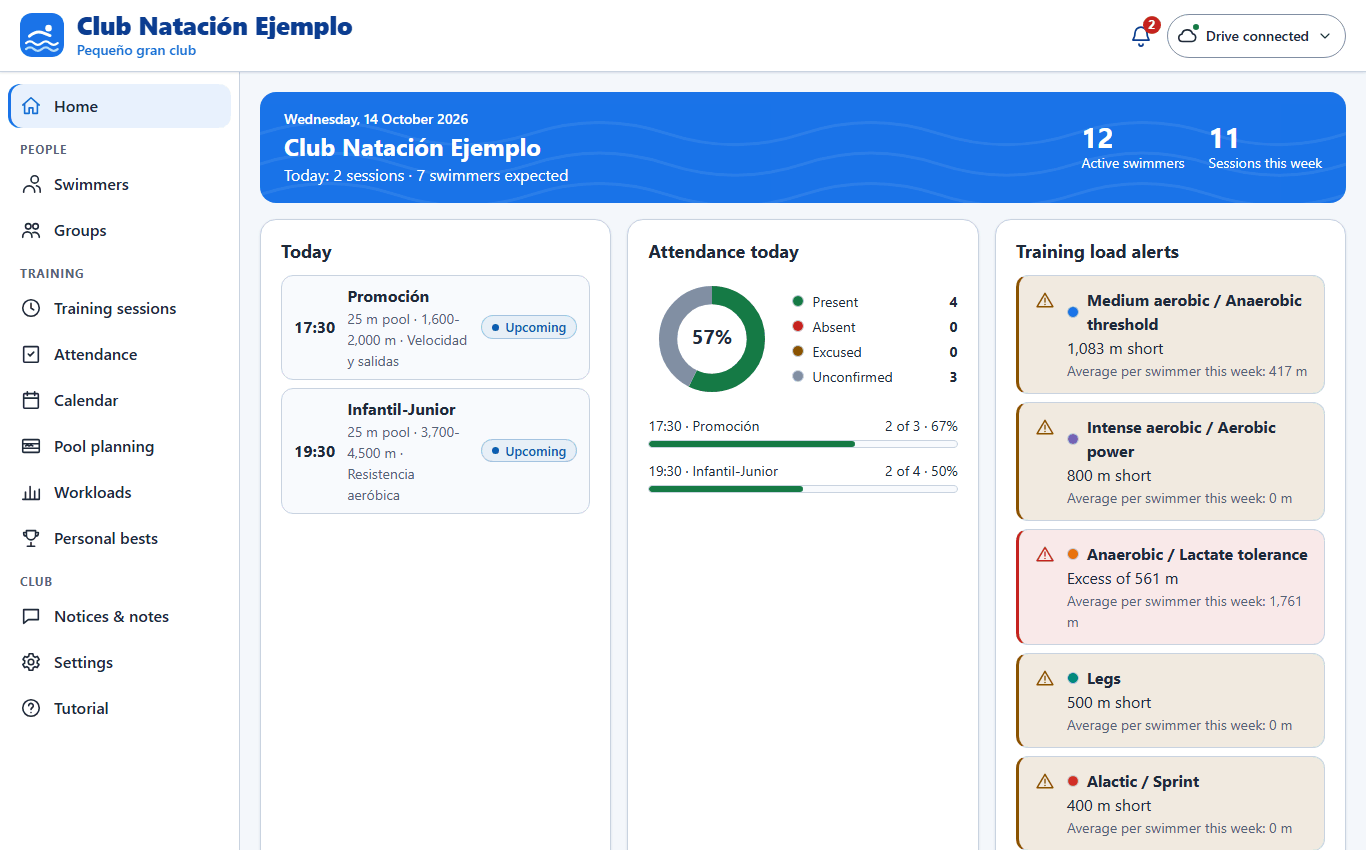 Club Natación Ejemplo
Pequeño gran club
2
Drive connected
Home
PEOPLE
Swimmers
Groups
TRAINING
Training sessions
Attendance
Calendar
Pool planning
Workloads
Personal bests
CLUB
Notices & notes
Settings
Tutorial
Wednesday, 14 October 2026
Club Natación Ejemplo
Today: 2 sessions · 7 swimmers expected
12
Active swimmers
11
Sessions this week
Today
17:30
Promoción
25 m pool · 1,600-
2,000 m · Velocidad
y salidas
Upcoming
19:30
Infantil-Junior
25 m pool · 3,700-
4,500 m ·
Resistencia
aeróbica
Upcoming
Attendance today
57%
Present 4
Absent 0
Excused 0
Unconfirmed 3
17:30 · Promoción 2 of 3 · 67%
19:30 · Infantil-Junior 2 of 4 · 50%
Training load alerts
Medium aerobic / Anaerobic
threshold
1,083 m short
Average per swimmer this week: 417 m
Intense aerobic / Aerobic
power
800 m short
Average per swimmer this week: 0 m
Anaerobic / Lactate tolerance
Excess of 561 m
Average per swimmer this week: 1,761
m
Legs
500 m short
Average per swimmer this week: 0 m
Alactic / Sprint
400 m short
Average per swimmer this week: 0 m